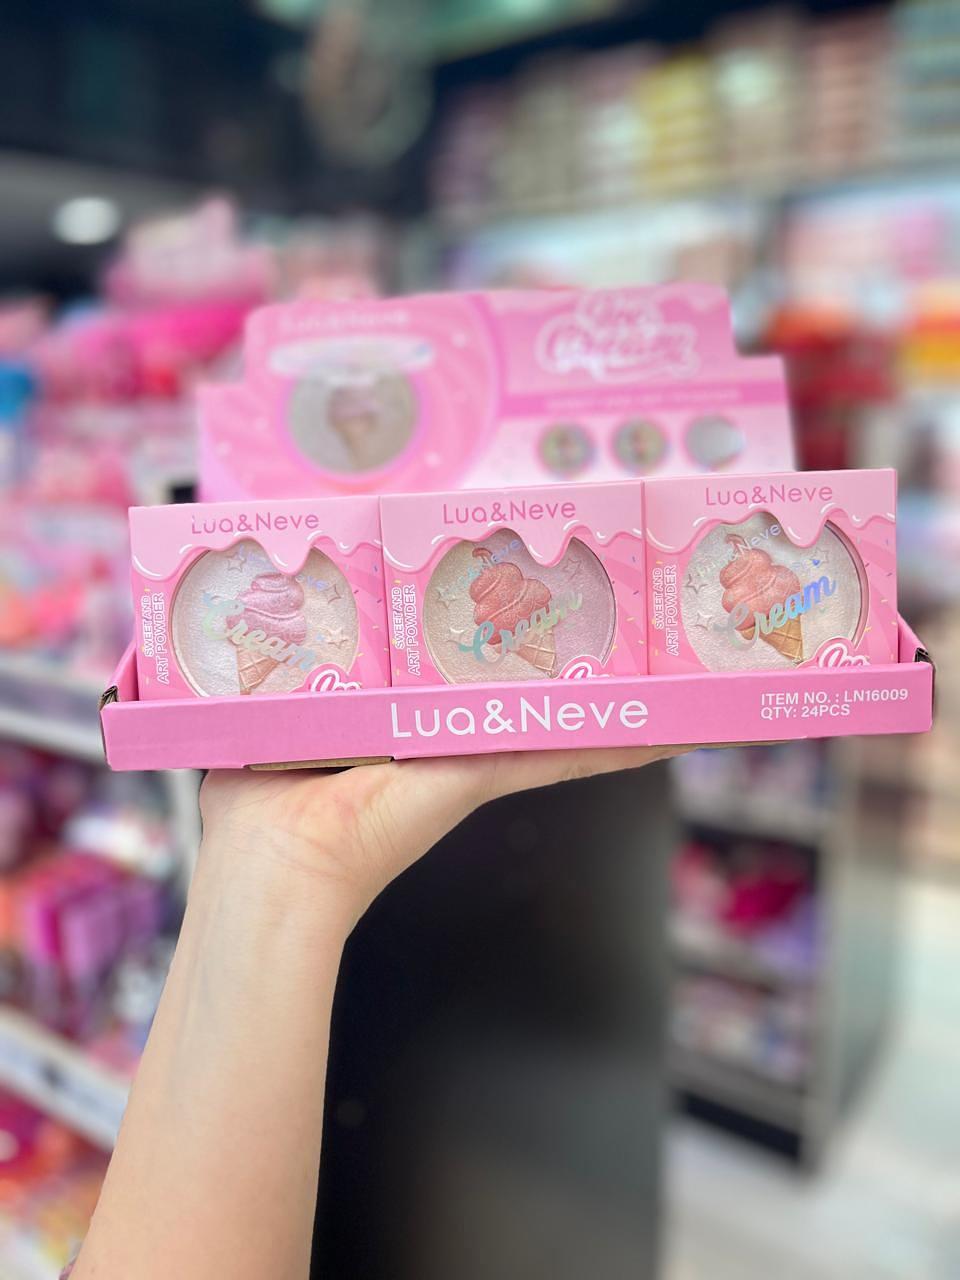 Lua&Neve
Ice
Cream
Lua&Neve
SWEET AND
ART POWDER
Cream
Lua&Neve
SWEET AND
ART POWDER
Cream
Lua&Neve
SWEET AND
ART POWDER
Cream
Lua&Neve
ITEM NO. : LN16009
QTY: 24PCS